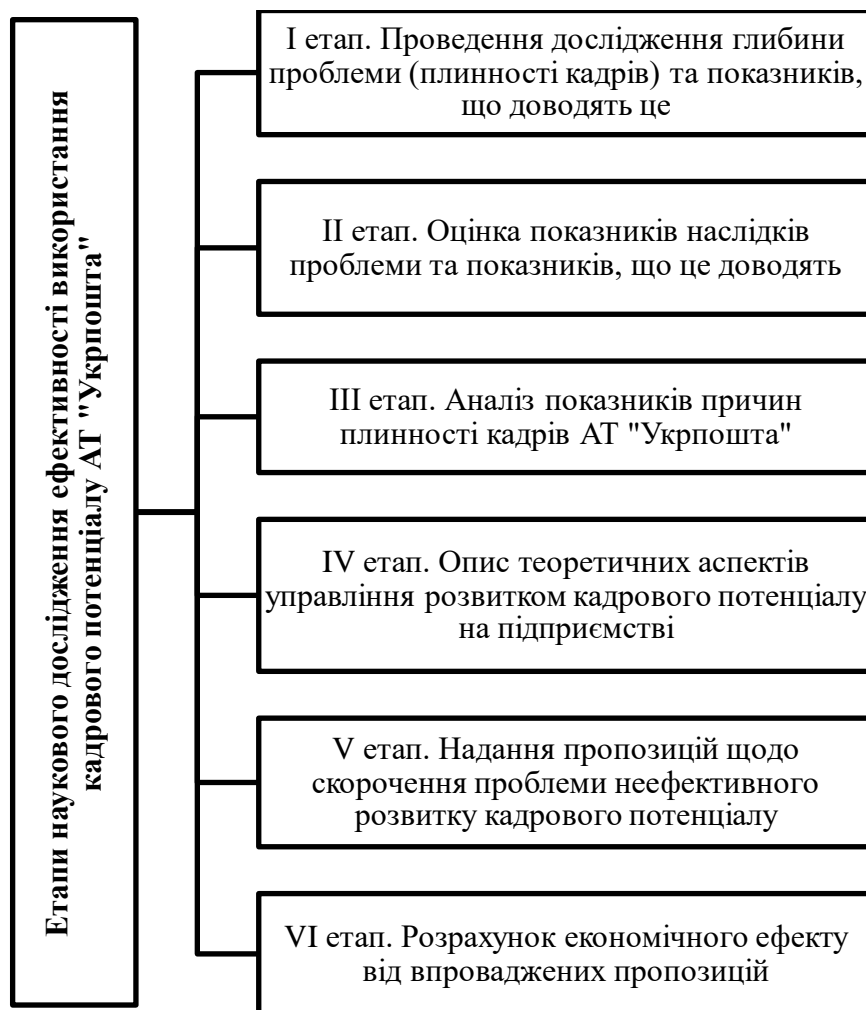 Етапи наукового дослідження ефективності використання
кадрового потенціалу АТ "Укрпошта"
І етап. Проведення дослідження глибини
проблеми (плинності кадрів) та показників,
що доводять це
ІІ етап. Оцінка показників наслідків
проблеми та показників, що це доводять
ІІІ етап. Аналіз показників причин
плинності кадрів АТ "Укрпошта"
IV етап. Опис теоретичних аспектів
управління розвитком кадрового потенціалу
на підприємстві
V етап. Надання пропозицій щодо
скорочення проблеми неефективного
розвитку кадрового потенціалу
VI етап. Розрахунок економічного ефекту
від впроваджених пропозицій